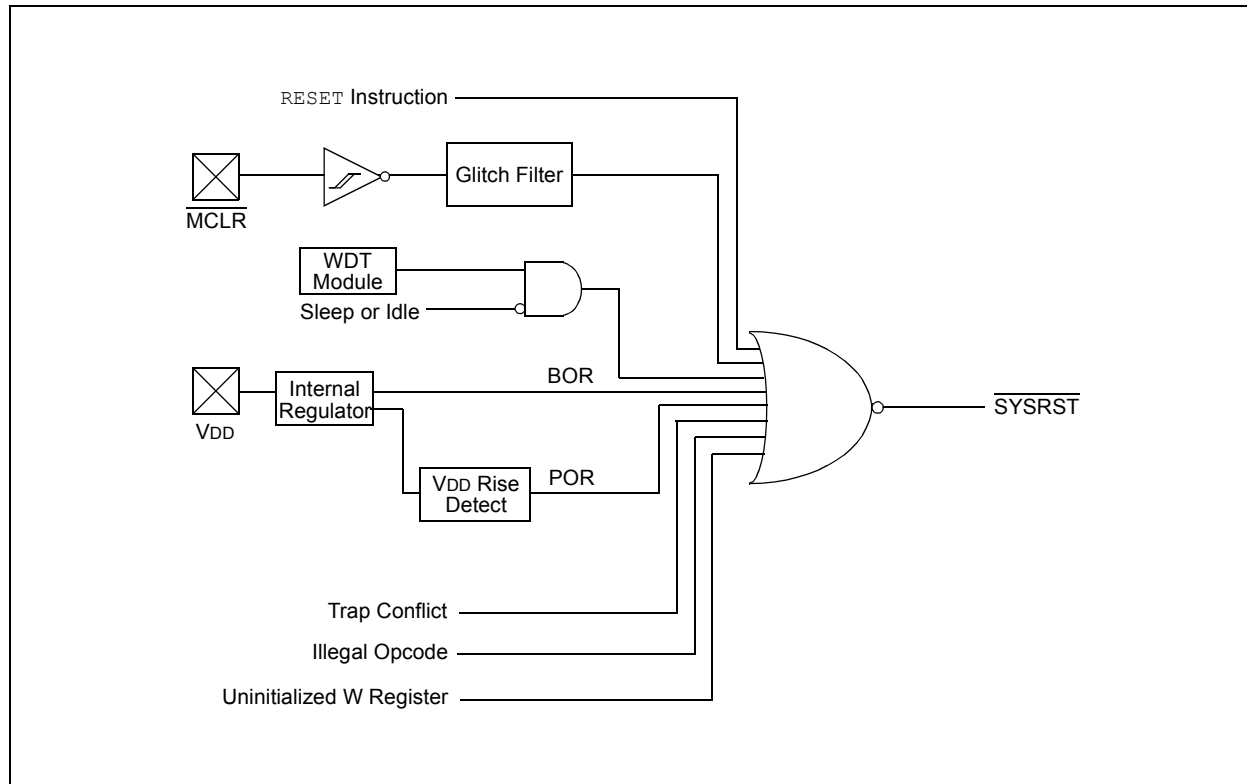 RESET Instruction
Glitch Filter
MCLR
WDT
Module
Sleep or Idle
BOR
Internal
Regulator
VDD
SYSRST
VDD Rise
Detect
POR
Trap Conflict
Illegal Opcode
Uninitialized W Register